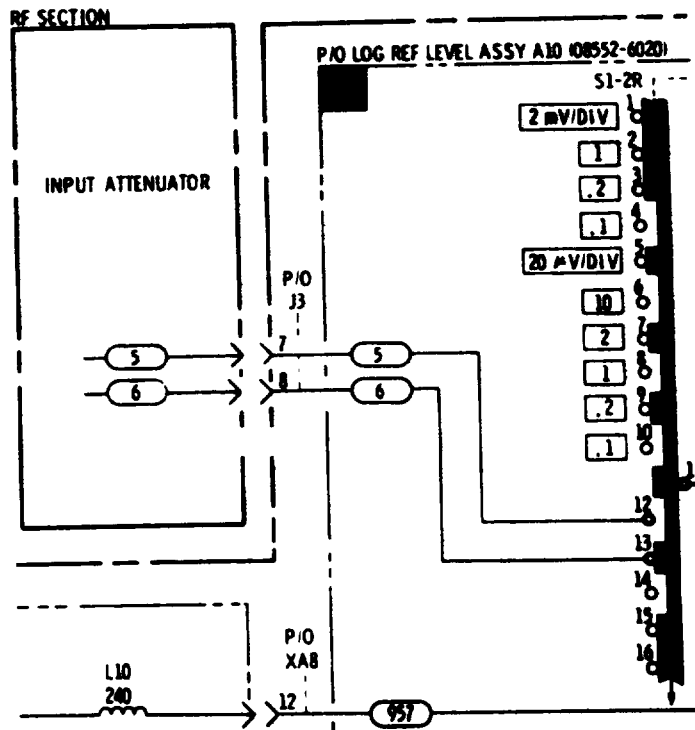 RF SECTION
P/O LOG REF LEVEL ASSY A10 (08552-6020)
S1-2R
1
2 mV/DIV
2
1
3
.2
4
.1
5
20 μV/DIV
6
10
7
2
8
1
9
.2
10
.1
INPUT ATTENUATOR
P/O
J3
5
7
5
6
8
6
12
13
14
15
16
P/O
XA8
L10
240
12
957